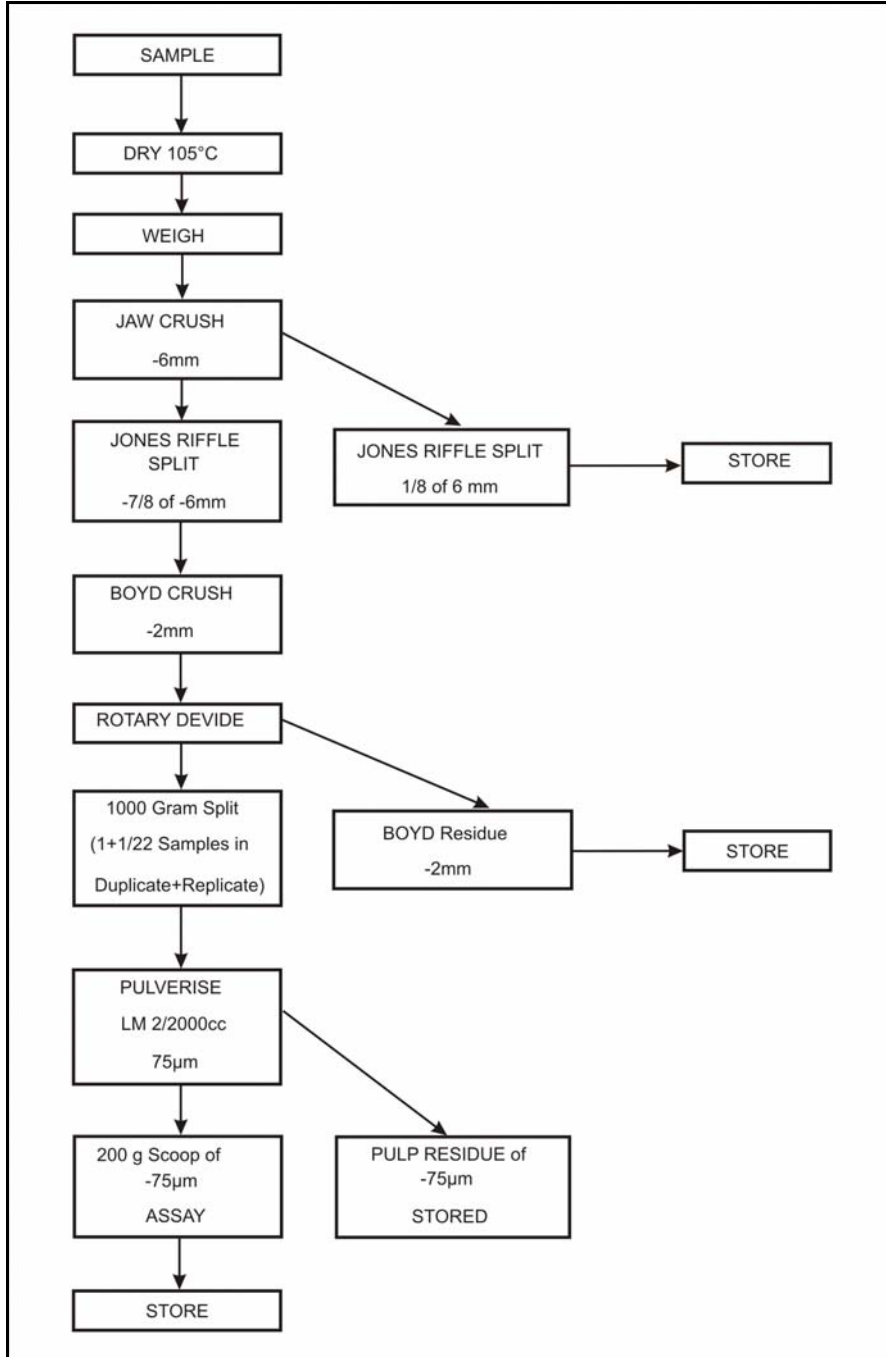 SAMPLE
DRY 105°C
WEIGH
JAW CRUSH
-6mm
JONES RIFFLE
SPLIT
-7/8 of -6mm
JONES RIFFLE SPLIT
1/8 of 6 mm
STORE
BOYD CRUSH
-2mm
ROTARY DEVIDE
1000 Gram Split
(1+1/22 Samples in
Duplicate+Replicate)
BOYD Residue
-2mm
STORE
PULVERISE
LM 2/2000cc
75µm
200 g Scoop of
-75µm
ASSAY
PULP RESIDUE of
-75µm
STORED
STORE